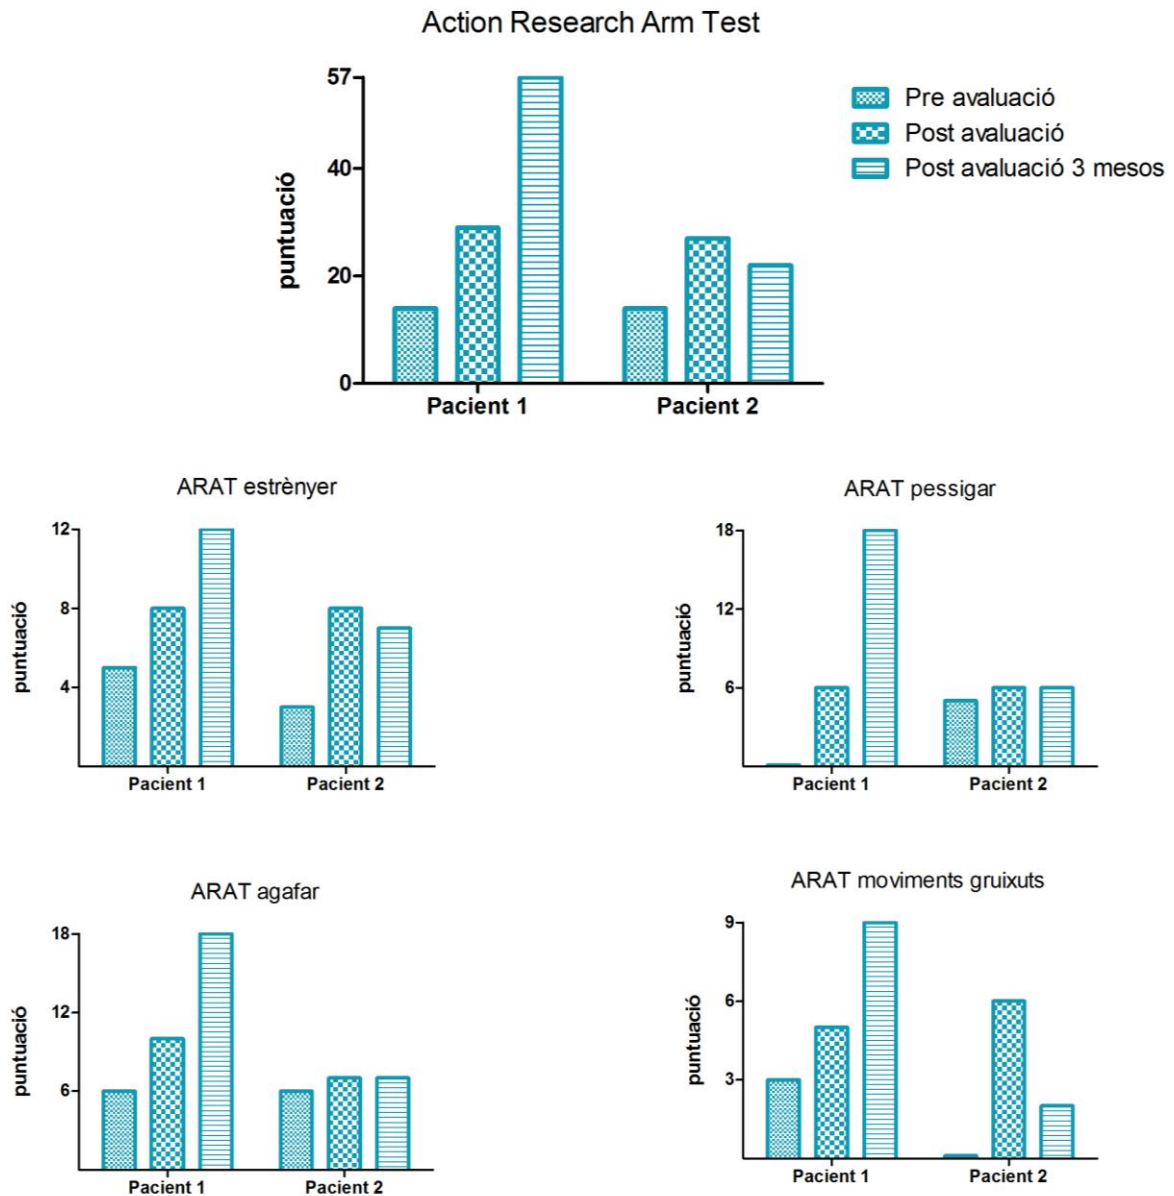 Action Research Arm Test
57
40
20
0
puntuació
Pacient 1
Pacient 2
Pre avaluació
Post avaluació
Post avaluació 3 mesos
ARAT estrènyer
12
8
4
puntuació
Pacient 1
Pacient 2
ARAT pessigar
18
12
6
puntuació
Pacient 1
Pacient 2
ARAT agafar
18
12
6
puntuació
Pacient 1
Pacient 2
ARAT moviments gruixuts
9
6
3
puntuació
Pacient 1
Pacient 2